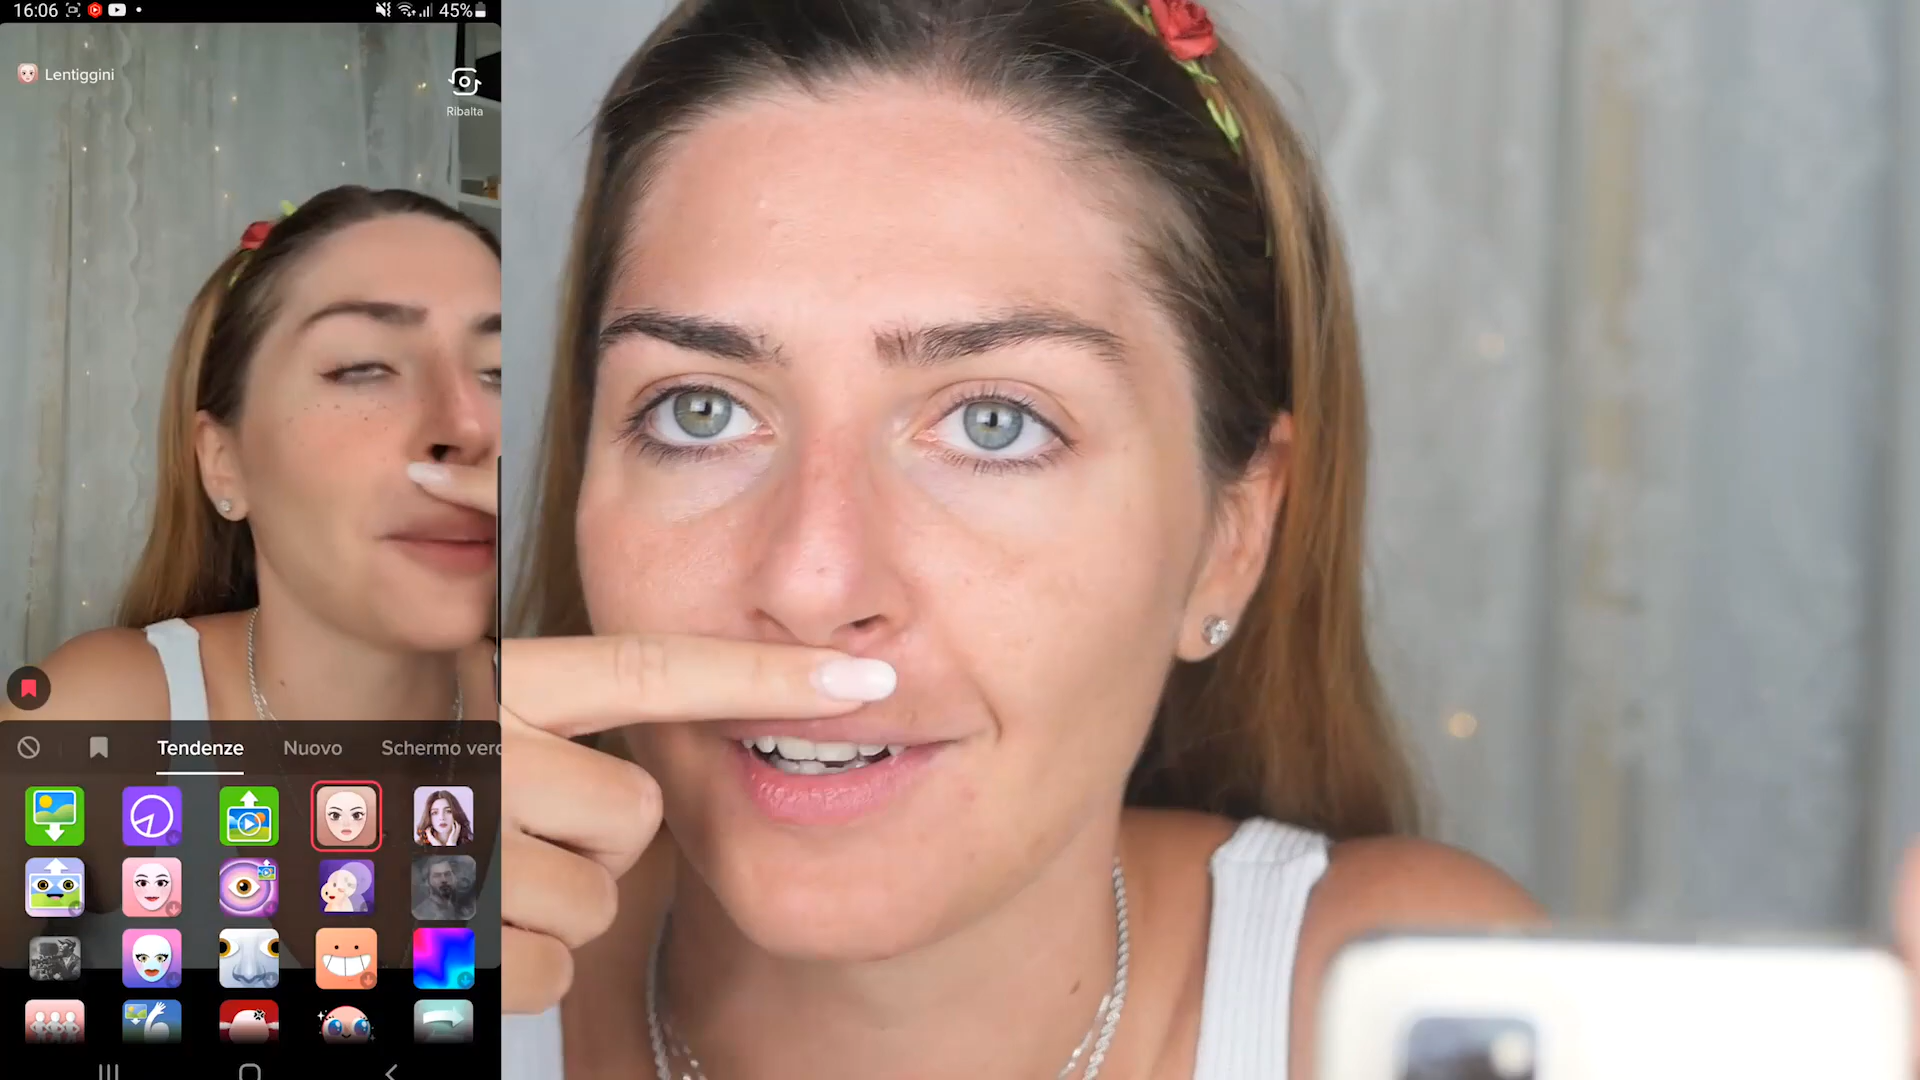 16:06
45%
Lentiggini
Ribalta
Tendenze
Nuovo
Schermo verd